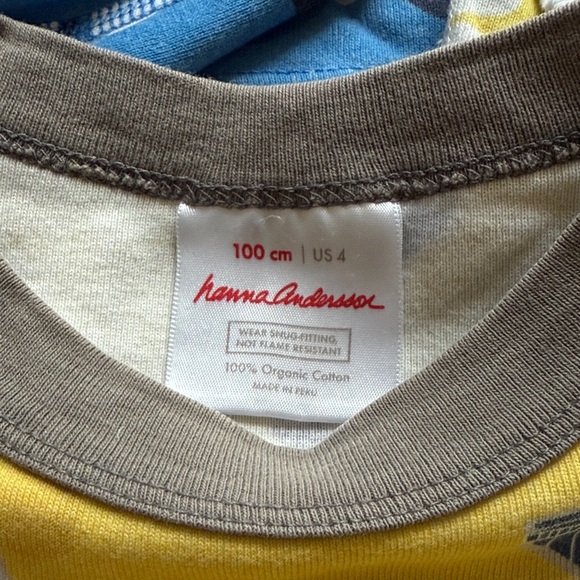 100 cm | US 4
hanna Andersson
WEAR SNUG-FITTING,
NOT FLAME RESISTANT
100% Organic Cotton
MADE IN PERU